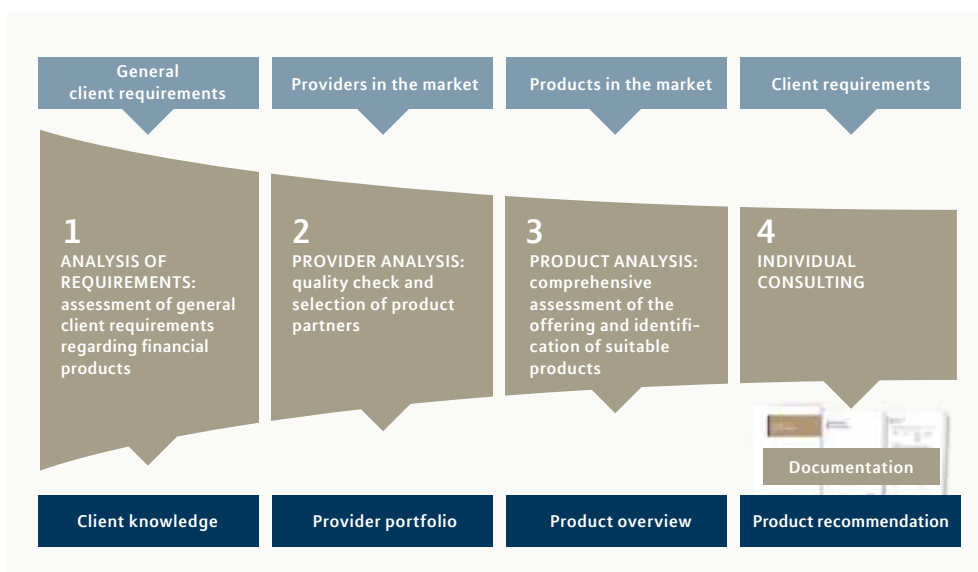 General
client requirements
Providers in the market
Products in the market
Client requirements
1
ANALYSIS OF
REQUIREMENTS:
assessment of general
client requirements
regarding financial
products
2
PROVIDER ANALYSIS:
quality check and
selection of product
partners
3
PRODUCT ANALYSIS:
comprehensive
assessment of the
offering and identifi-
cation of suitable
products
4
INDIVIDUAL
CONSULTING
Documentation
Client knowledge
Provider portfolio
Product overview
Product recommendation